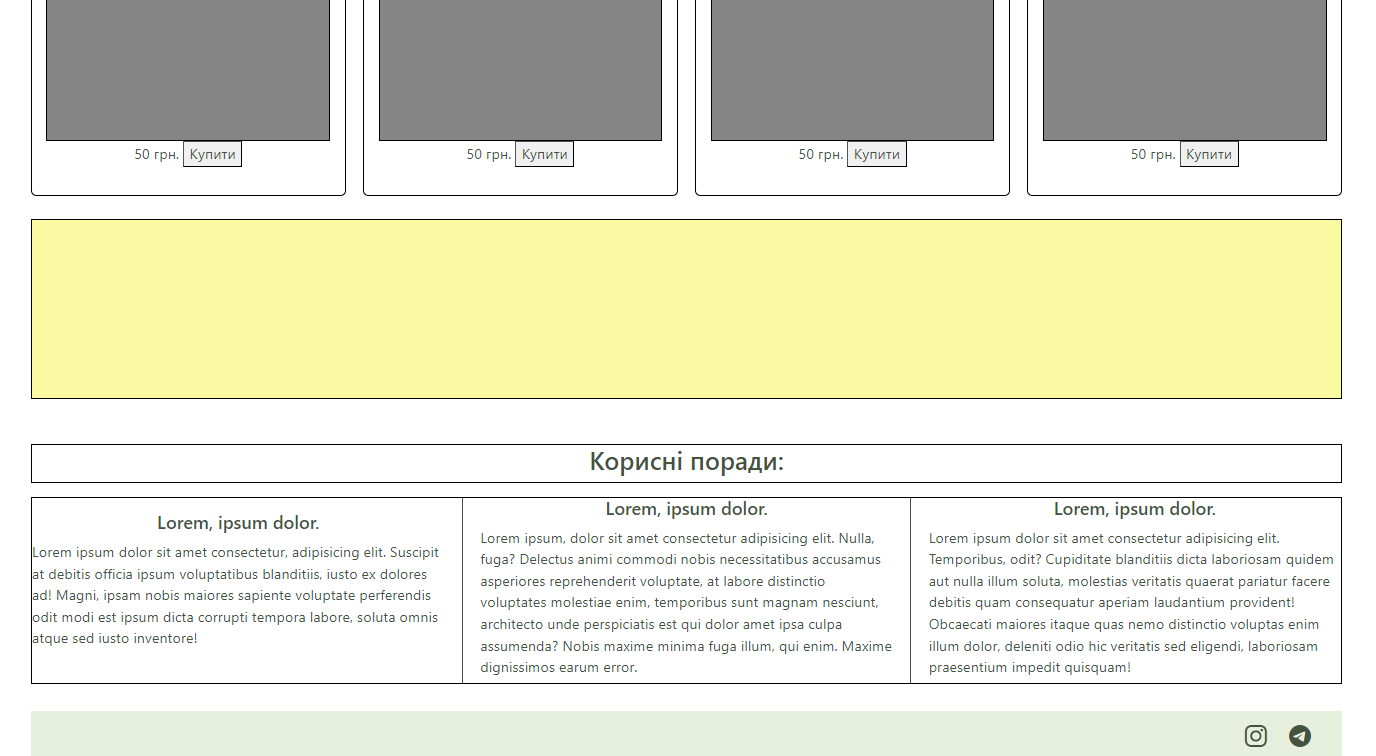 50 грн. Купити 50 грн. Купити 50 грн. Купити 50 грн. Купити
Корисні поради:
Lorem, ipsum dolor.
Lorem ipsum dolor sit amet consectetur, adipisicing elit. Suscipit
at debitis officia ipsum voluptatibus blanditiis, iusto ex dolores
ad! Magni, ipsam nobis maiores sapiente voluptate perferendis
odit modi est ipsum dicta corrupti tempora labore, soluta omnis
atque sed iusto inventore!
Lorem, ipsum dolor.
Lorem ipsum, dolor sit amet consectetur adipisicing elit. Nulla,
fuga? Delectus animi commodi nobis necessitatibus accusamus
asperiores reprehenderit voluptate, at labore distinctio
voluptates molestiae enim, temporibus sunt magnam nesciunt,
architecto unde perspiciatis est qui dolor amet ipsa culpa
assumenda? Nobis maxime minima fuga illum, qui enim. Maxime
dignissimos earum error.
Lorem, ipsum dolor.
Lorem ipsum dolor sit amet consectetur adipisicing elit.
Temporibus, odit? Cupiditate blanditiis dicta laboriosam quidem
aut nulla illum soluta, molestias veritatis quaerat pariatur facere
debitis quam consequatur aperiam laudantium provident!
Obcaecati maiores itaque quas nemo distinctio voluptas enim
illum dolor, deleniti odio hic veritatis sed eligendi, laboriosam
praesentium impedit quisquam!